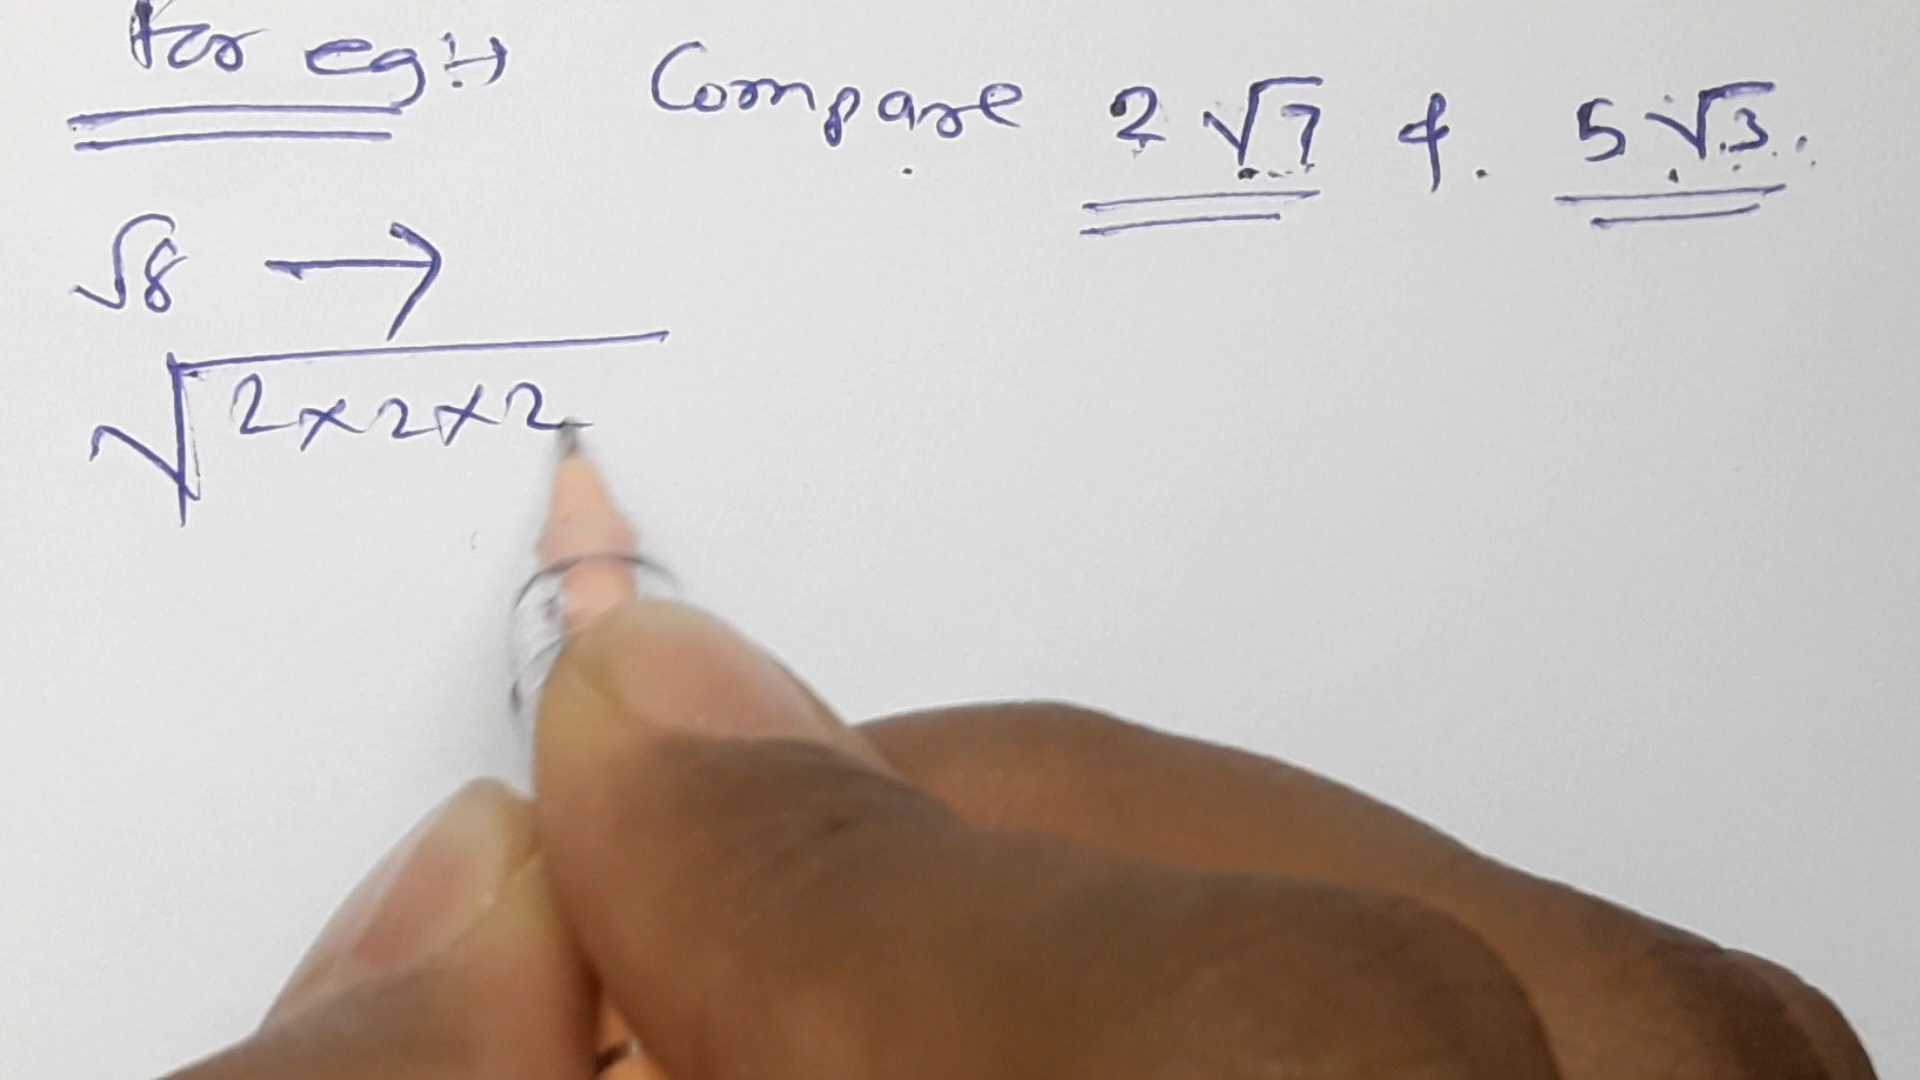 For eg:→ Compare 2√7 & 5√3.
√8 →
√2×2×2